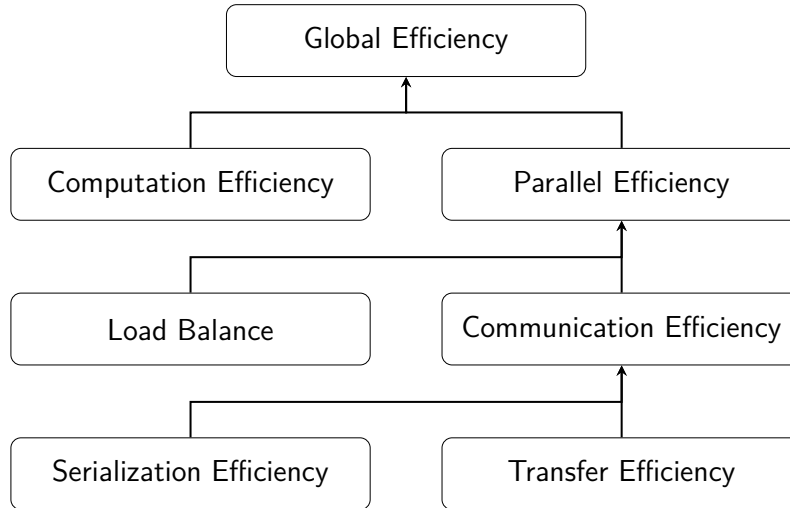 Global Efficiency
Computation Efficiency
Parallel Efficiency
Load Balance
Communication Efficiency
Serialization Efficiency
Transfer Efficiency